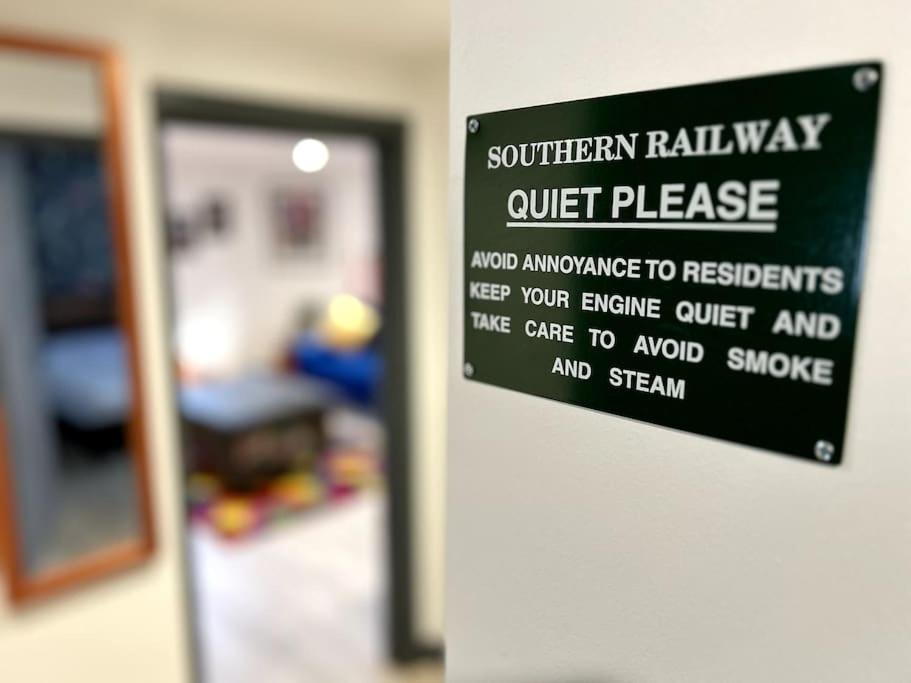 SOUTHERN RAILWAY
QUIET PLEASE
AVOID ANNOYANCE TO RESIDENTS
KEEP YOUR ENGINE QUIET AND
TAKE CARE TO AVOID SMOKE
AND STEAM